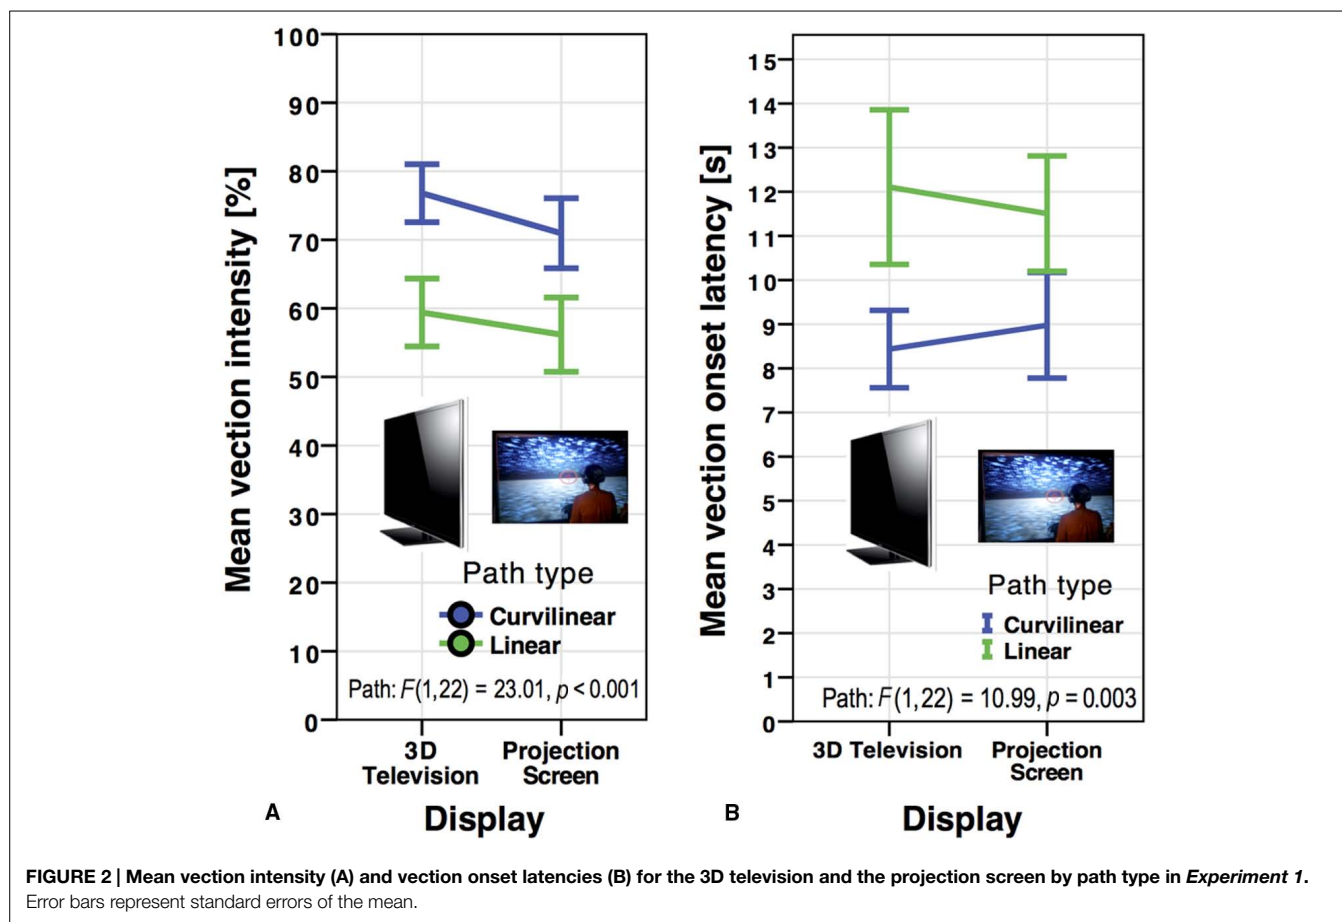 Mean vection intensity [%]
100
90
80
70
60
50
40
30
20
10
0
Path type
Curvilinear
Linear
Path: F(1,22) = 23.01, p < 0.001
3D
Television
Projection
Screen
A
Display
Mean vection onset latency [s]
15
14
13
12
11
10
9
8
7
6
5
4
3
2
1
0
Path type
Curvilinear
Linear
Path: F(1,22) = 10.99, p = 0.003
3D Television
Projection
Screen
B
Display
FIGURE 2 | Mean vection intensity (A) and vection onset latencies (B) for the 3D television and the projection screen by path type in Experiment 1.
Error bars represent standard errors of the mean.